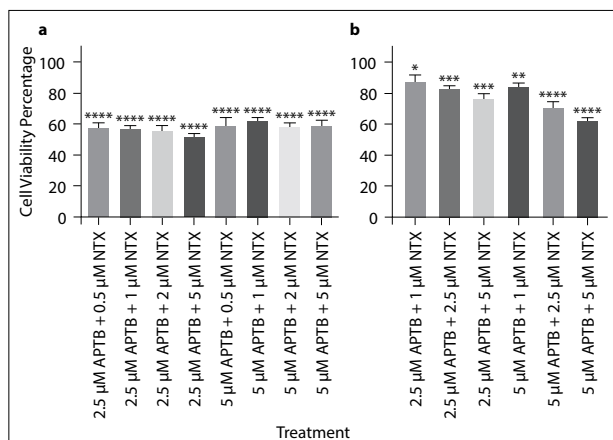 a
Cell Viability Percentage
100
80
60
40
20
0
****
****
****
****
****
****
****
****
2.5 µM APTB + 0.5 µM NTX
2.5 µM APTB + 1 µM NTX
2.5 µM APTB + 2 µM NTX
2.5 µM APTB + 5 µM NTX
5 µM APTB + 0.5 µM NTX
5 µM APTB + 1 µM NTX
5 µM APTB + 2 µM NTX
5 µM APTB + 5 µM NTX
b
100
80
60
40
20
0
*
***
***
**
****
****
2.5 µM APTB + 1 µM NTX
2.5 µM APTB + 2.5 µM NTX
2.5 µM APTB + 5 µM NTX
5 µM APTB + 1 µM NTX
5 µM APTB + 2.5 µM NTX
5 µM APTB + 5 µM NTX
Treatment